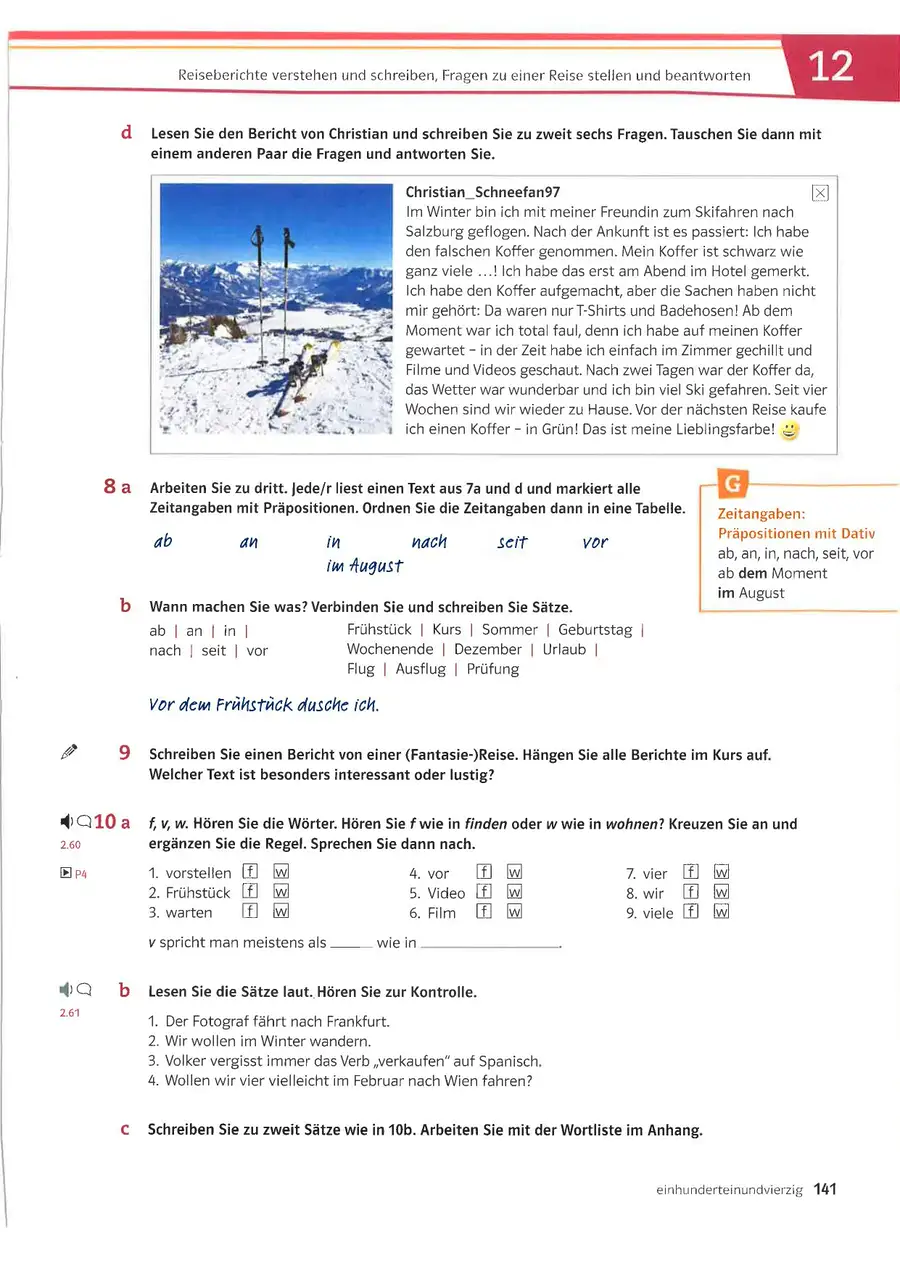 Reiseberichte verstehen und schreiben, Fragen zu einer Reise stellen und beantworten
12
d Lesen Sie den Bericht von Christian und schreiben Sie zu zweit sechs Fragen. Tauschen Sie dann mit
einem anderen Paar die Fragen und antworten Sie.
Christian_Schneefan97
Im Winter bin ich mit meiner Freundin zum Skifahren nach
Salzburg geflogen. Nach der Ankunft ist es passiert: Ich habe
den falschen Koffer genommen. Mein Koffer ist schwarz wie
ganz viele ...! Ich habe das erst am Abend im Hotel gemerkt.
Ich habe den Koffer aufgemacht, aber die Sachen haben nicht
mir gehört: Da waren nur T-Shirts und Badehosen! Ab dem
Moment war ich total faul, denn ich habe auf meinen Koffer
gewartet – in der Zeit habe ich einfach im Zimmer gechillt und
Filme und Videos geschaut. Nach zwei Tagen war der Koffer da,
das Wetter war wunderbar und ich bin viel Ski gefahren. Seit vier
Wochen sind wir wieder zu Hause. Vor der nächsten Reise kaufe
ich einen Koffer – in Grün! Das ist meine Lieblingsfarbe!
8 a Arbeiten Sie zu dritt. Jede/r liest einen Text aus 7a und d und markiert alle
Zeitangaben mit Präpositionen. Ordnen Sie die Zeitangaben dann in eine Tabelle.
ab an in nach seit vor
im August
G
Zeitangaben:
Präpositionen mit Dativ
ab, an, in, nach, seit, vor
ab dem Moment
im August
b Wann machen Sie was? Verbinden Sie und schreiben Sie Sätze.
ab | an | in |
nach | seit | vor
Frühstück | Kurs | Sommer | Geburtstag |
Wochenende | Dezember | Urlaub |
Flug | Ausflug | Prüfung
Vor dem Frühstück dusche ich.
9 Schreiben Sie einen Bericht von einer (Fantasie-)Reise. Hängen Sie alle Berichte im Kurs auf.
Welcher Text ist besonders interessant oder lustig?
10 a f, v, w. Hören Sie die Wörter. Hören Sie f wie in finden oder w wie in wohnen? Kreuzen Sie an und
2.60 ergänzen Sie die Regel. Sprechen Sie dann nach.
P4
1. vorstellen f w 4. vor f w 7. vier f w
2. Frühstück f w 5. Video f w 8. wir f w
3. warten f w 6. Film f w 9. viele f w
v spricht man meistens als _____ wie in _______________.
b Lesen Sie die Sätze laut. Hören Sie zur Kontrolle.
2.61
1. Der Fotograf fährt nach Frankfurt.
2. Wir wollen im Winter wandern.
3. Volker vergisst immer das Verb „verkaufen" auf Spanisch.
4. Wollen wir vier vielleicht im Februar nach Wien fahren?
c Schreiben Sie zu zweit Sätze wie in 10b. Arbeiten Sie mit der Wortliste im Anhang.
einhunderteinundvierzig 141